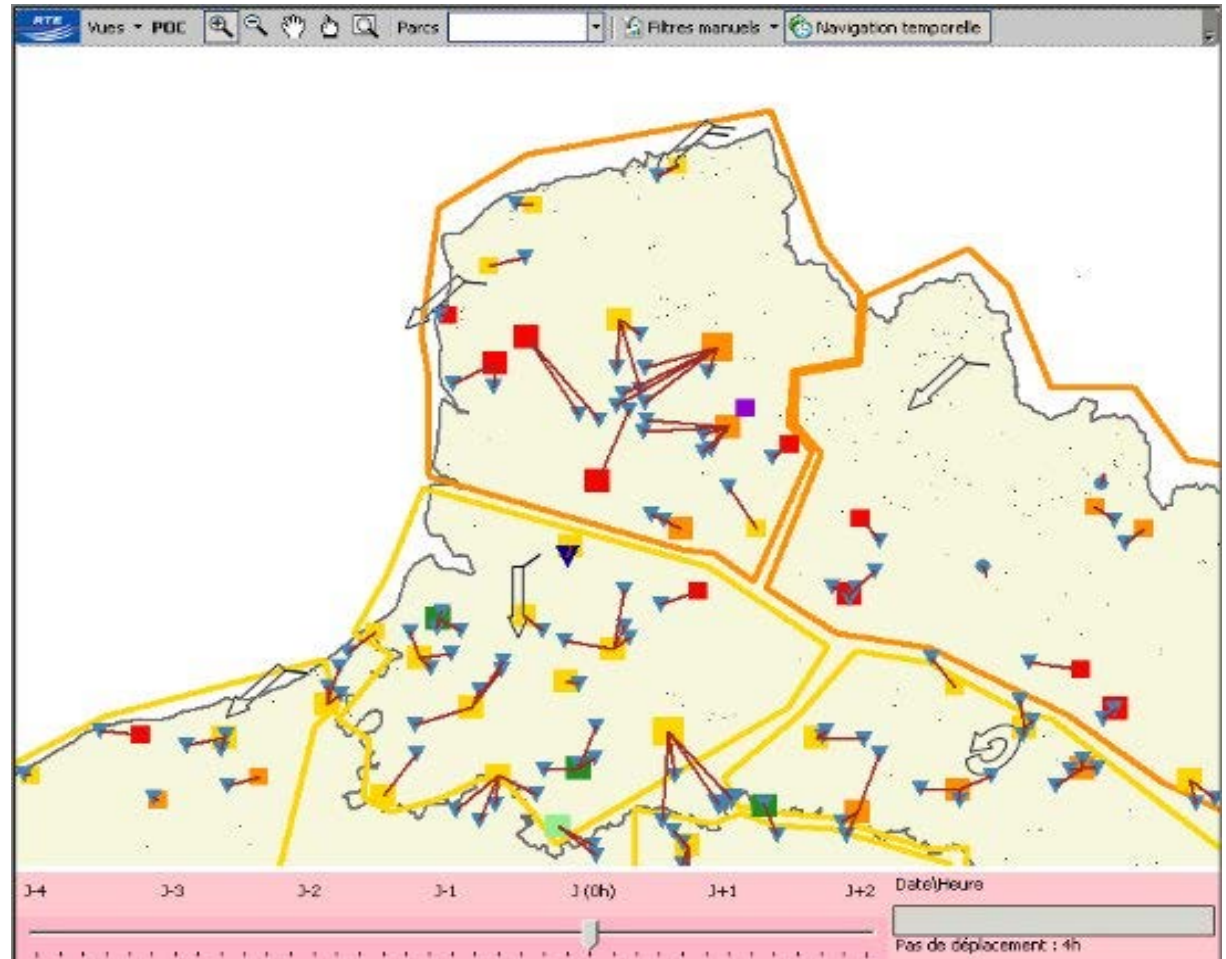 RTE Vues POC Parcs Filtres manuels Navigation temporelle
J-4 J-3 J-2 J-1 J (0h) J+1 J+2 Date\Heure
Pas de déplacement : 4h